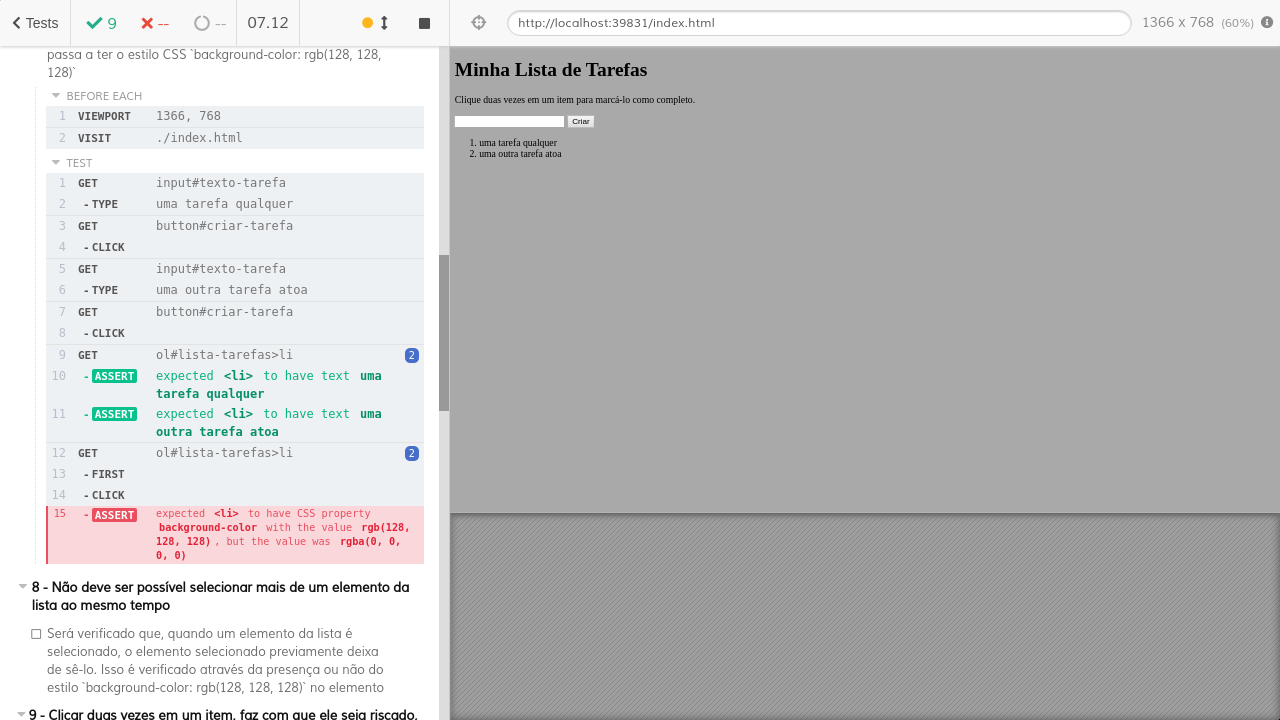 Tests 9 -- -- 07.12 http://localhost:39831/index.html 1366 x 768 (60%)
passa a ter o estilo CSS `background-color: rgb(128, 128,
128)`
BEFORE EACH
1 VIEWPORT 1366, 768
2 VISIT ./index.html
TEST
1 GET input#texto-tarefa
2 - TYPE uma tarefa qualquer
3 GET button#criar-tarefa
4 - CLICK
5 GET input#texto-tarefa
6 - TYPE uma outra tarefa atoa
7 GET button#criar-tarefa
8 - CLICK
9 GET ol#lista-tarefas>li 2
10 - ASSERT expected <li> to have text uma
tarefa qualquer
11 - ASSERT expected <li> to have text uma
outra tarefa atoa
12 GET ol#lista-tarefas>li 2
13 - FIRST
14 - CLICK
15 - ASSERT expected <li> to have CSS property
background-color with the value rgb(128,
128, 128) , but the value was rgba(0, 0,
0, 0)
8 - Não deve ser possível selecionar mais de um elemento da
lista ao mesmo tempo
Será verificado que, quando um elemento da lista é
selecionado, o elemento selecionado previamente deixa
de sê-lo. Isso é verificado através da presença ou não do
estilo `background-color: rgb(128, 128, 128)` no elemento
9 - Clicar duas vezes em um item, faz com que ele seja riscado,
Minha Lista de Tarefas
Clique duas vezes em um item para marcá-lo como completo.
Criar
1. uma tarefa qualquer
2. uma outra tarefa atoa